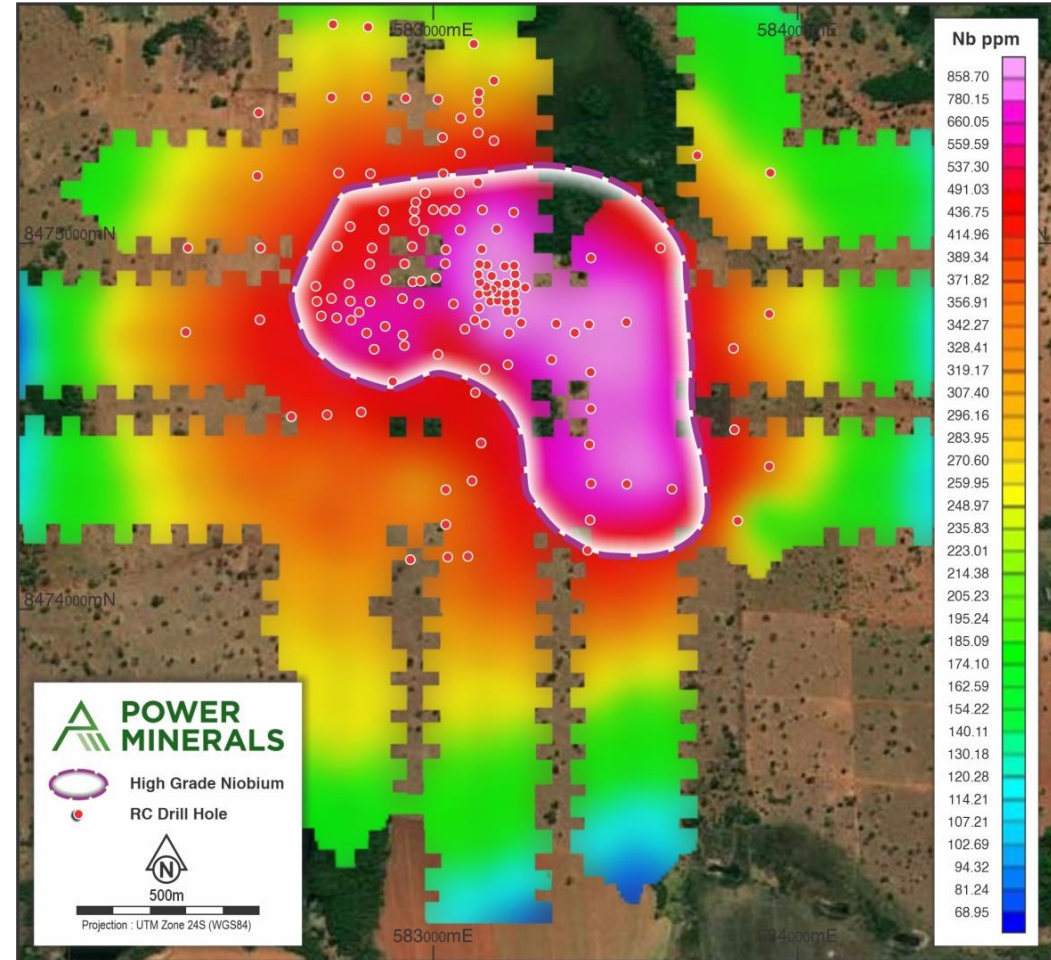 583000mE
584000mE
8475000mN
N
8474000mN
583000mE
584000mE
Nb ppm
858.70
780.15
660.05
559.59
537.30
491.03
436.75
414.96
389.34
371.82
356.91
342.27
328.41
319.17
307.40
296.16
283.95
270.60
259.95
248.97
235.83
223.01
214.38
205.23
195.24
185.09
174.10
162.59
154.22
140.11
130.18
120.28
114.21
107.21
102.69
94.32
81.24
68.95
POWER
MINERALS
High Grade Niobium
RC Drill Hole
N
500m
Projection : UTM Zone 24S (WGS84)